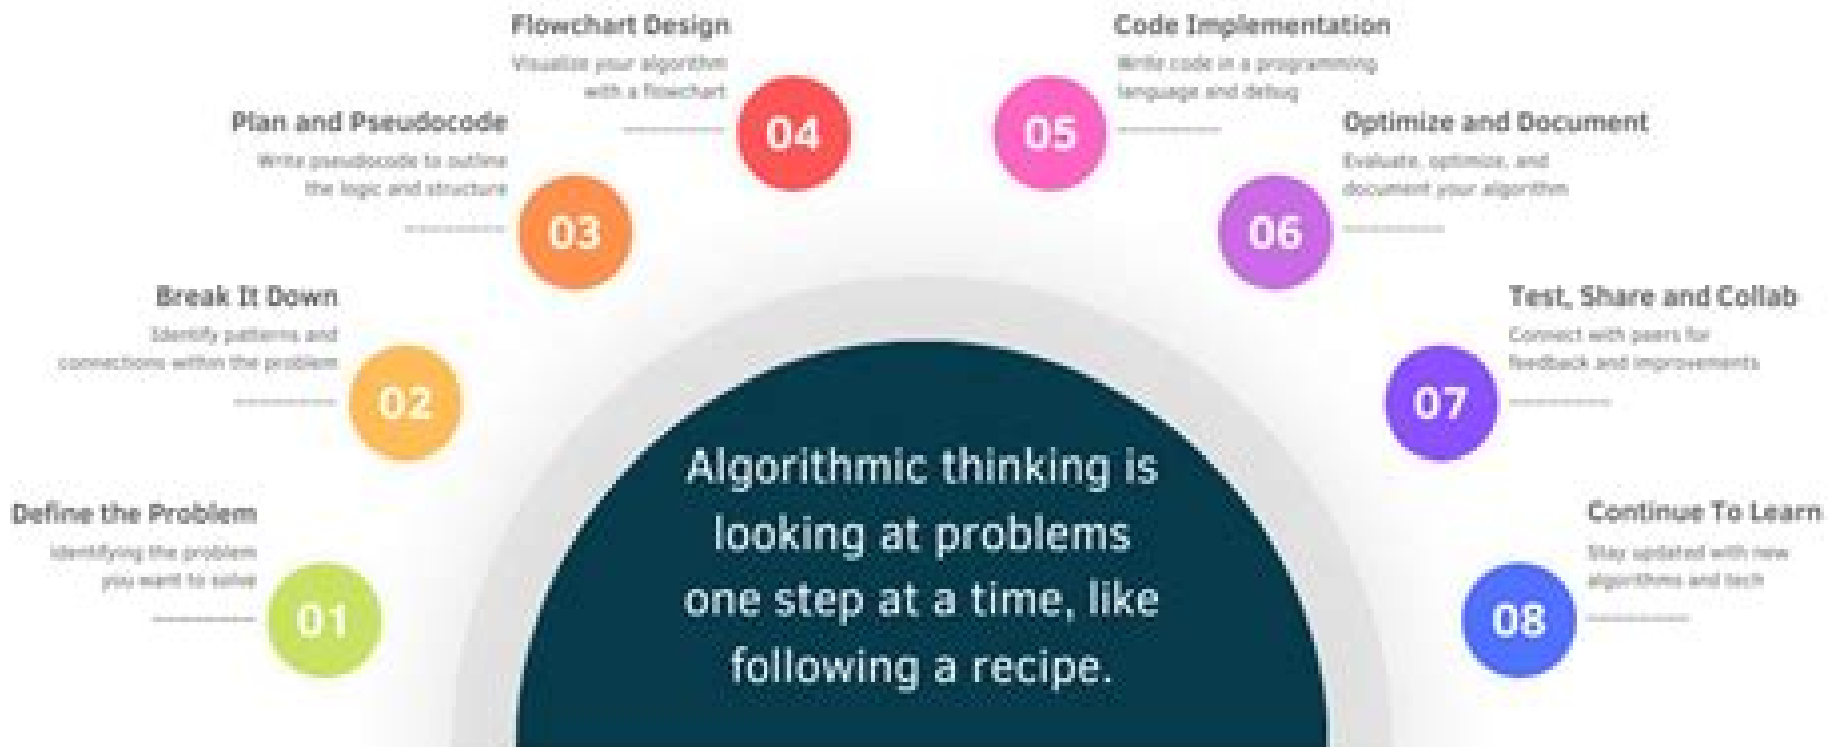 Define the Problem
Identifying the problem
you want to solve
01
Break It Down
Identify patterns and
connections within the problem
02
Plan and Pseudocode
Write pseudocode to outline
the logic and structure
03
Flowchart Design
Visualize your algorithm
with a flowchart
04
Code Implementation
Write code in a programming
language and debug
05
Optimize and Document
Evaluate, optimize, and
document your algorithm
06
Test, Share and Collab
Connect with peers for
feedback and improvements
07
Continue To Learn
Stay updated with new
algorithms and tech
08
Algorithmic thinking is
looking at problems
one step at a time, like
following a recipe.